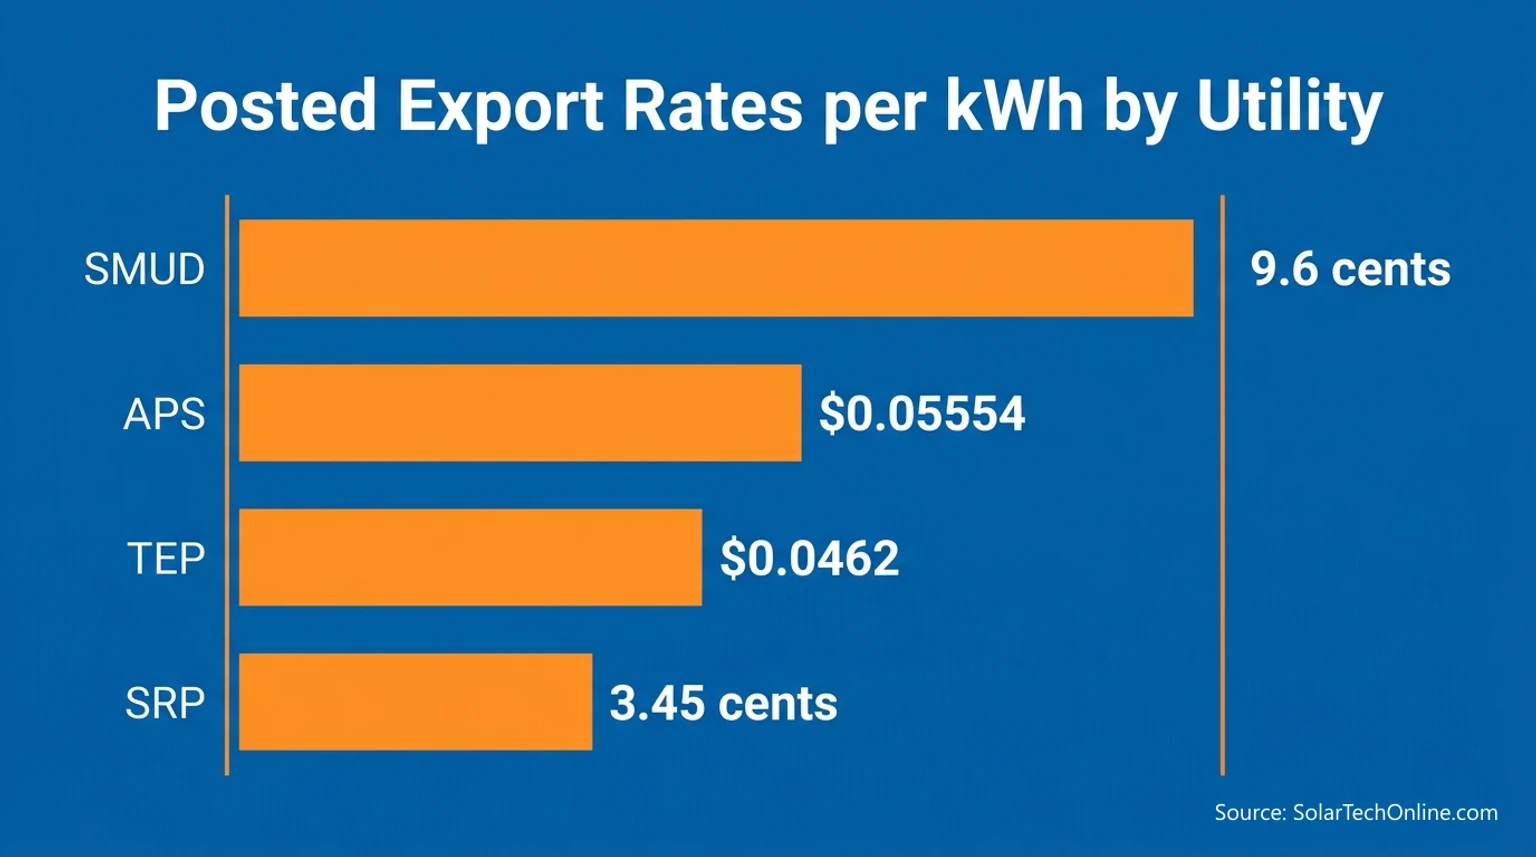 Posted Export Rates per kWh by Utility
SMUD 9.6 cents
APS $0.05554
TEP $0.0462
SRP 3.45 cents
Source: SolarTechOnline.com